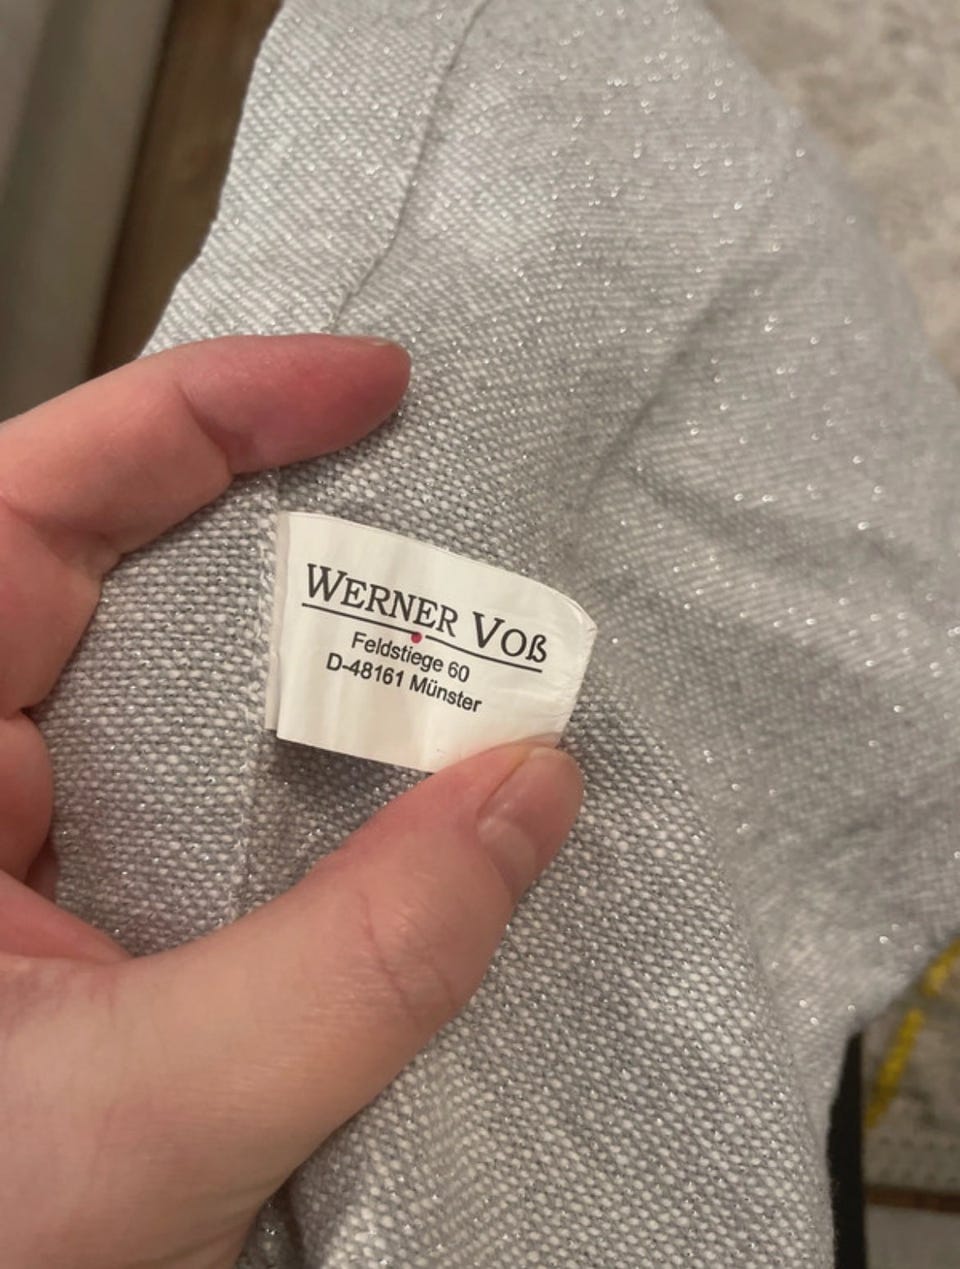 WERNER VOß
Feldstiege 60
D-48161 Münster